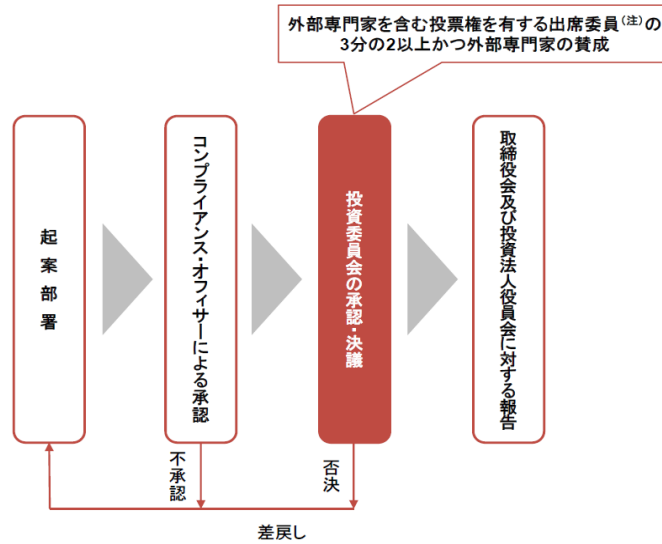 外部専門家を含む投票権を有する出席委員(注)の
3分の2以上かつ外部専門家の賛成
起案部署
コンプライアンス・オフィサーによる承認
投資委員会の承認・決議
取締役会及び投資法人役員会に対する報告
不承認
否決
差戻し